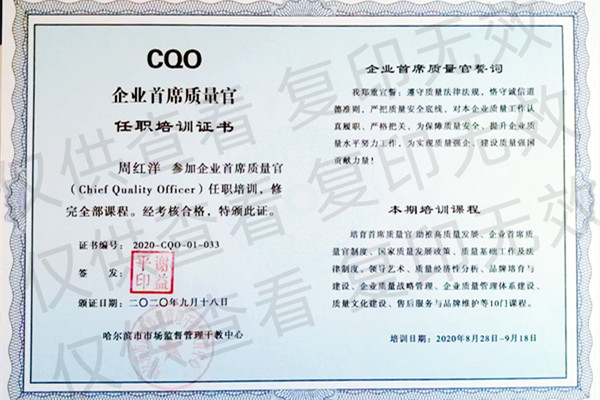 CQO
企业首席质量官
任职培训证书
周红洋 参加企业首席质量官
（Chief Quality Officer）任职培训，修
完全部课程。经考核合格，特颁此证。
证书编号： 2020-CQO-01-033
签 发：
谢益
平印
颁证日期：二〇二〇年九月十八日
哈尔滨市市场监督管理干教中心
企业首席质量官誓词
我郑重宣誓：遵守质量法律法规，恪守诚信道
德准则，严把质量安全底线，对本企业质量工作认
真履职、严格把关，为保障质量安全、提升企业质
量水平努力工作，为实现质量强企、建设质量强国
贡献力量！
本期培训课程
培育首席质量官 助推高质量发展、企业首席质
量官制度、国家质量发展政策、质量基础工作及法
律制度、领导艺术、质量经济性分析、品牌培育与
建设、企业质量战略管理、企业质量管理体系建设、
质量文化建设、售后服务与品牌维护等10门课程。
培训日期：2020年8月28日-9月18日
仅供查看 复印无效
仅供查看 复印无效
仅供查看 复印无效